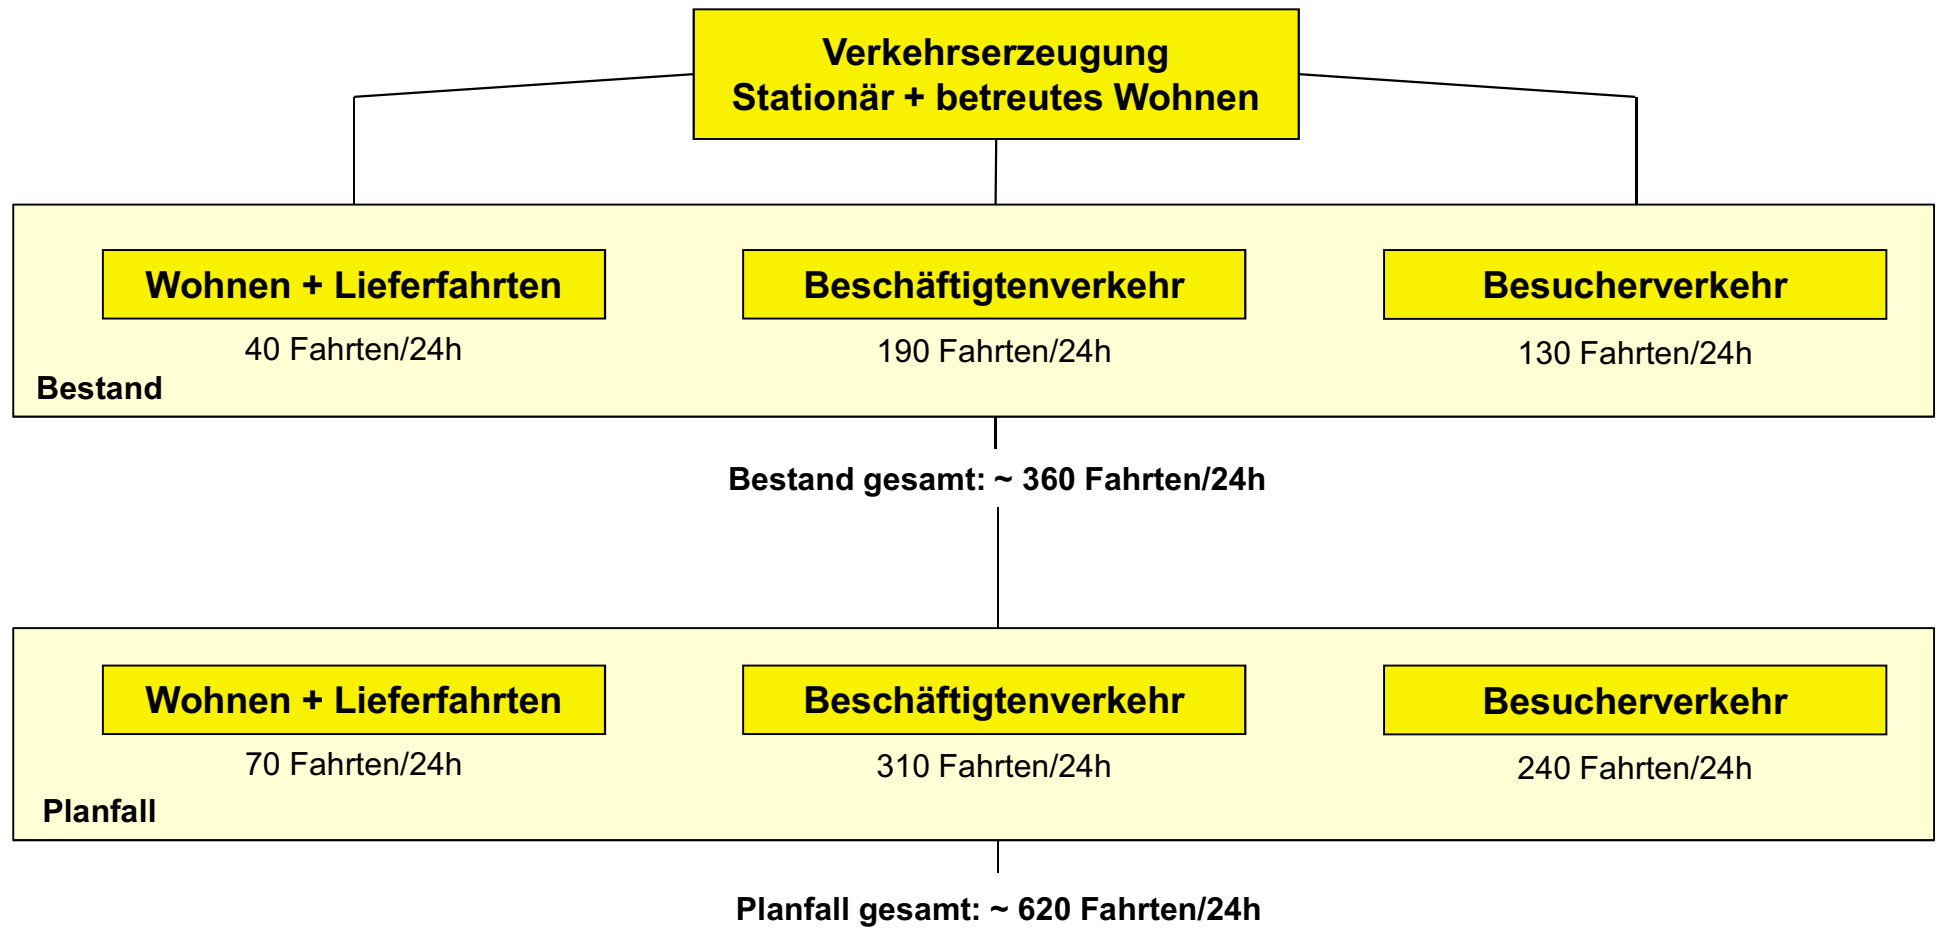 Verkehrserzeugung
Stationär + betreutes Wohnen
Wohnen + Lieferfahrten
Beschäftigtenverkehr
Besucherverkehr
40 Fahrten/24h
190 Fahrten/24h
130 Fahrten/24h
Bestand
Bestand gesamt: ~ 360 Fahrten/24h
Wohnen + Lieferfahrten
Beschäftigtenverkehr
Besucherverkehr
70 Fahrten/24h
310 Fahrten/24h
240 Fahrten/24h
Planfall
Planfall gesamt: ~ 620 Fahrten/24h